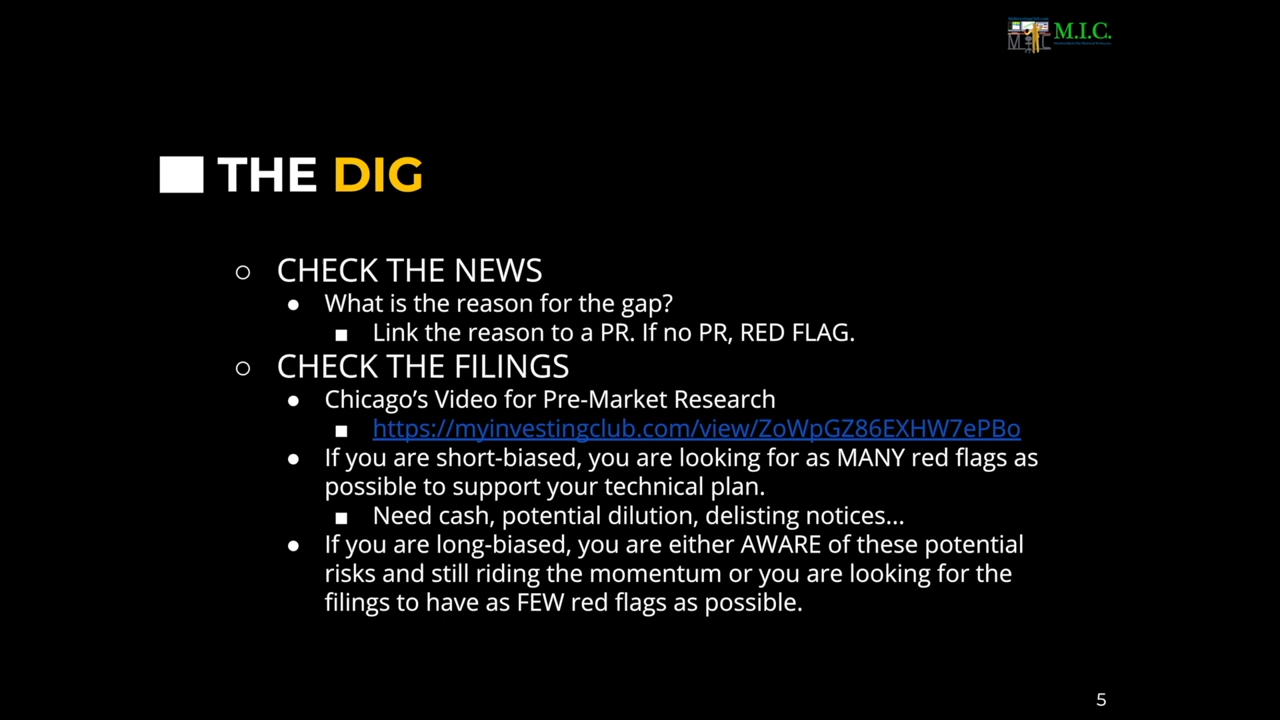 M.I.C.
THE DIG
CHECK THE NEWS
What is the reason for the gap?
Link the reason to a PR. If no PR, RED FLAG.
CHECK THE FILINGS
Chicago’s Video for Pre-Market Research
https://myinvestingclub.com/view/ZoWpGZ86EXHW7ePBo
If you are short-biased, you are looking for as MANY red flags as
possible to support your technical plan.
Need cash, potential dilution, delisting notices...
If you are long-biased, you are either AWARE of these potential
risks and still riding the momentum or you are looking for the
filings to have as FEW red flags as possible.
5